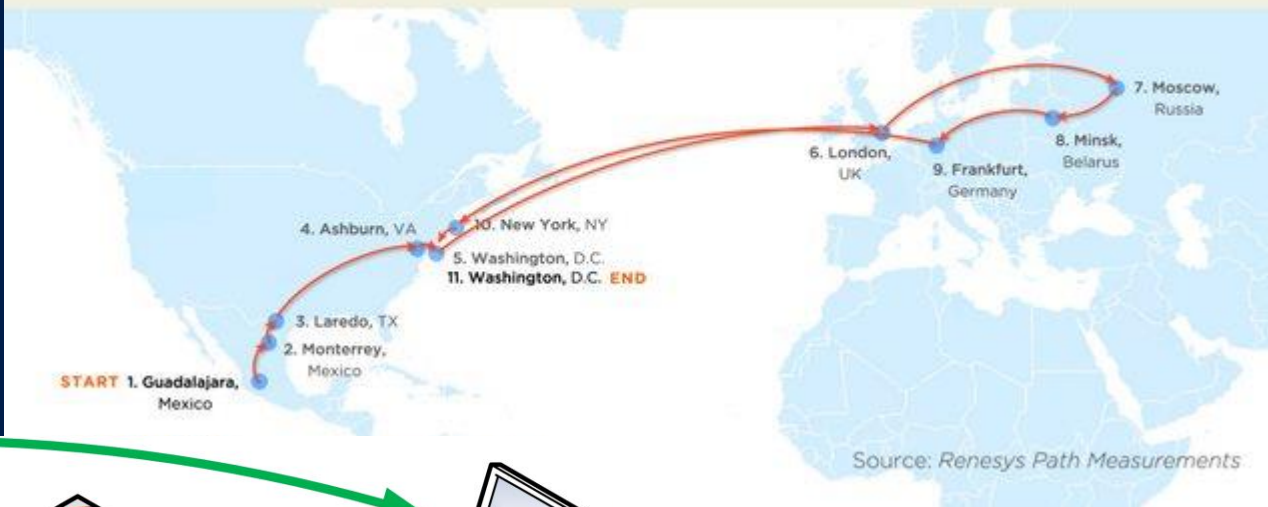 7. Moscow,
Russia
8. Minsk,
Belarus
6. London,
UK
9. Frankfurt,
Germany
4. Ashburn, VA
10. New York, NY
5. Washington, D.C.
11. Washington, D.C. END
3. Laredo, TX
2. Monterrey,
Mexico
START 1. Guadalajara,
Mexico
Source: Renesys Path Measurements